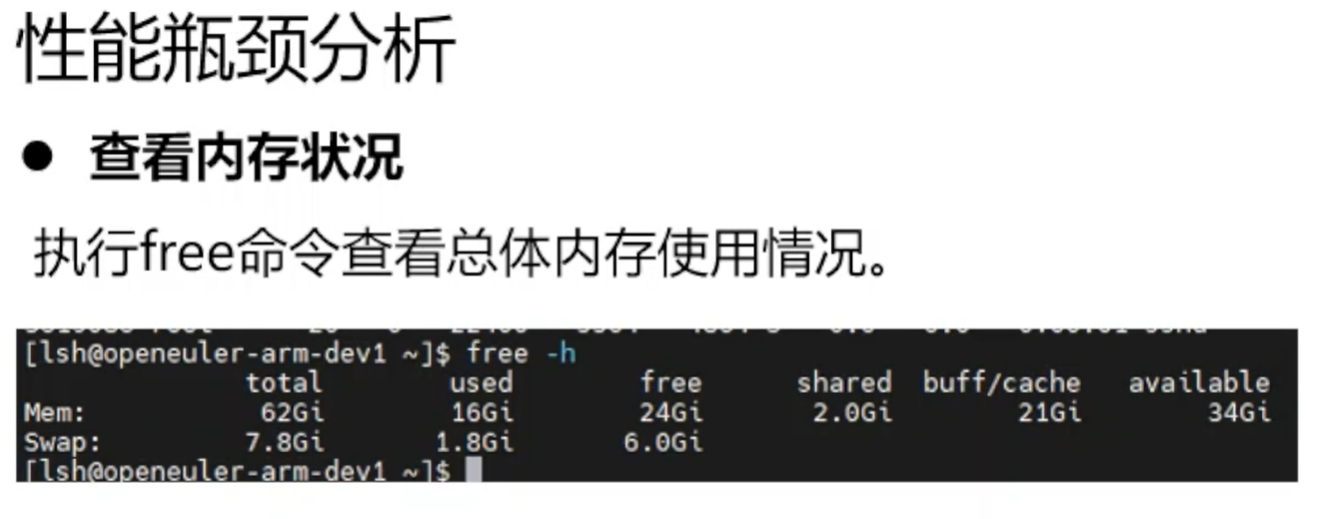 性能瓶颈分析
● 查看内存状况
执行free命令查看总体内存使用情况。
[lsh@openeuler-arm-dev1 ~]$ free -h
total used free shared buff/cache available
Mem: 62Gi 16Gi 24Gi 2.0Gi 21Gi 34Gi
Swap: 7.8Gi 1.8Gi 6.0Gi
[lsh@openeuler-arm-dev1 ~]$